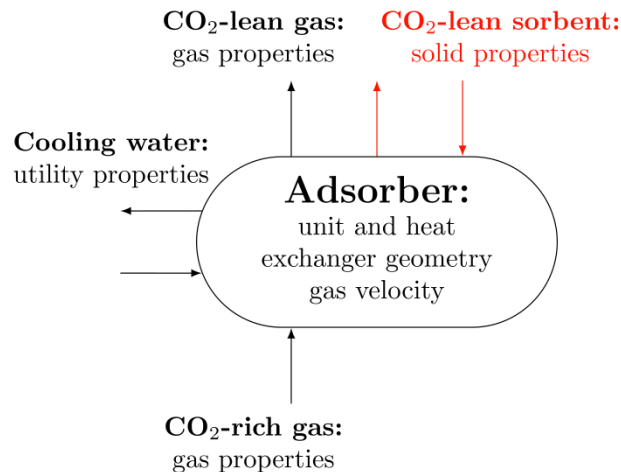 CO₂-lean gas:
gas properties
CO₂-lean sorbent:
solid properties
Cooling water:
utility properties
Adsorber:
unit and heat
exchanger geometry
gas velocity
CO₂-rich gas:
gas properties